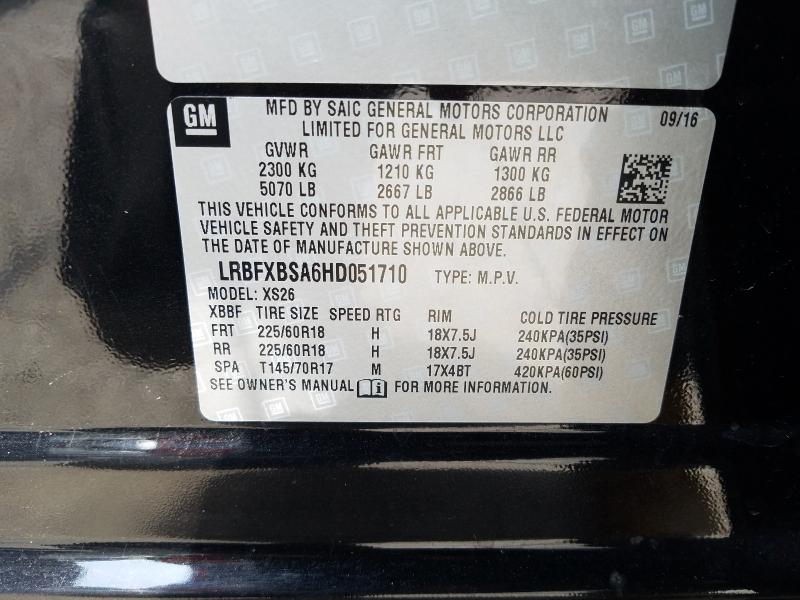 GM
MFD BY SAIC GENERAL MOTORS CORPORATION
LIMITED FOR GENERAL MOTORS LLC
09/16
GVWR GAWR FRT GAWR RR
2300 KG 1210 KG 1300 KG
5070 LB 2667 LB 2866 LB
THIS VEHICLE CONFORMS TO ALL APPLICABLE U.S. FEDERAL MOTOR
VEHICLE SAFETY AND THEFT PREVENTION STANDARDS IN EFFECT ON
THE DATE OF MANUFACTURE SHOWN ABOVE.
LRBFXBSA6HD051710 TYPE: M.P.V.
MODEL: XS26
XBBF TIRE SIZE SPEED RTG RIM COLD TIRE PRESSURE
FRT 225/60R18 H 18X7.5J 240KPA(35PSI)
RR 225/60R18 H 18X7.5J 240KPA(35PSI)
SPA T145/70R17 M 17X4BT 420KPA(60PSI)
SEE OWNER'S MANUAL FOR MORE INFORMATION.